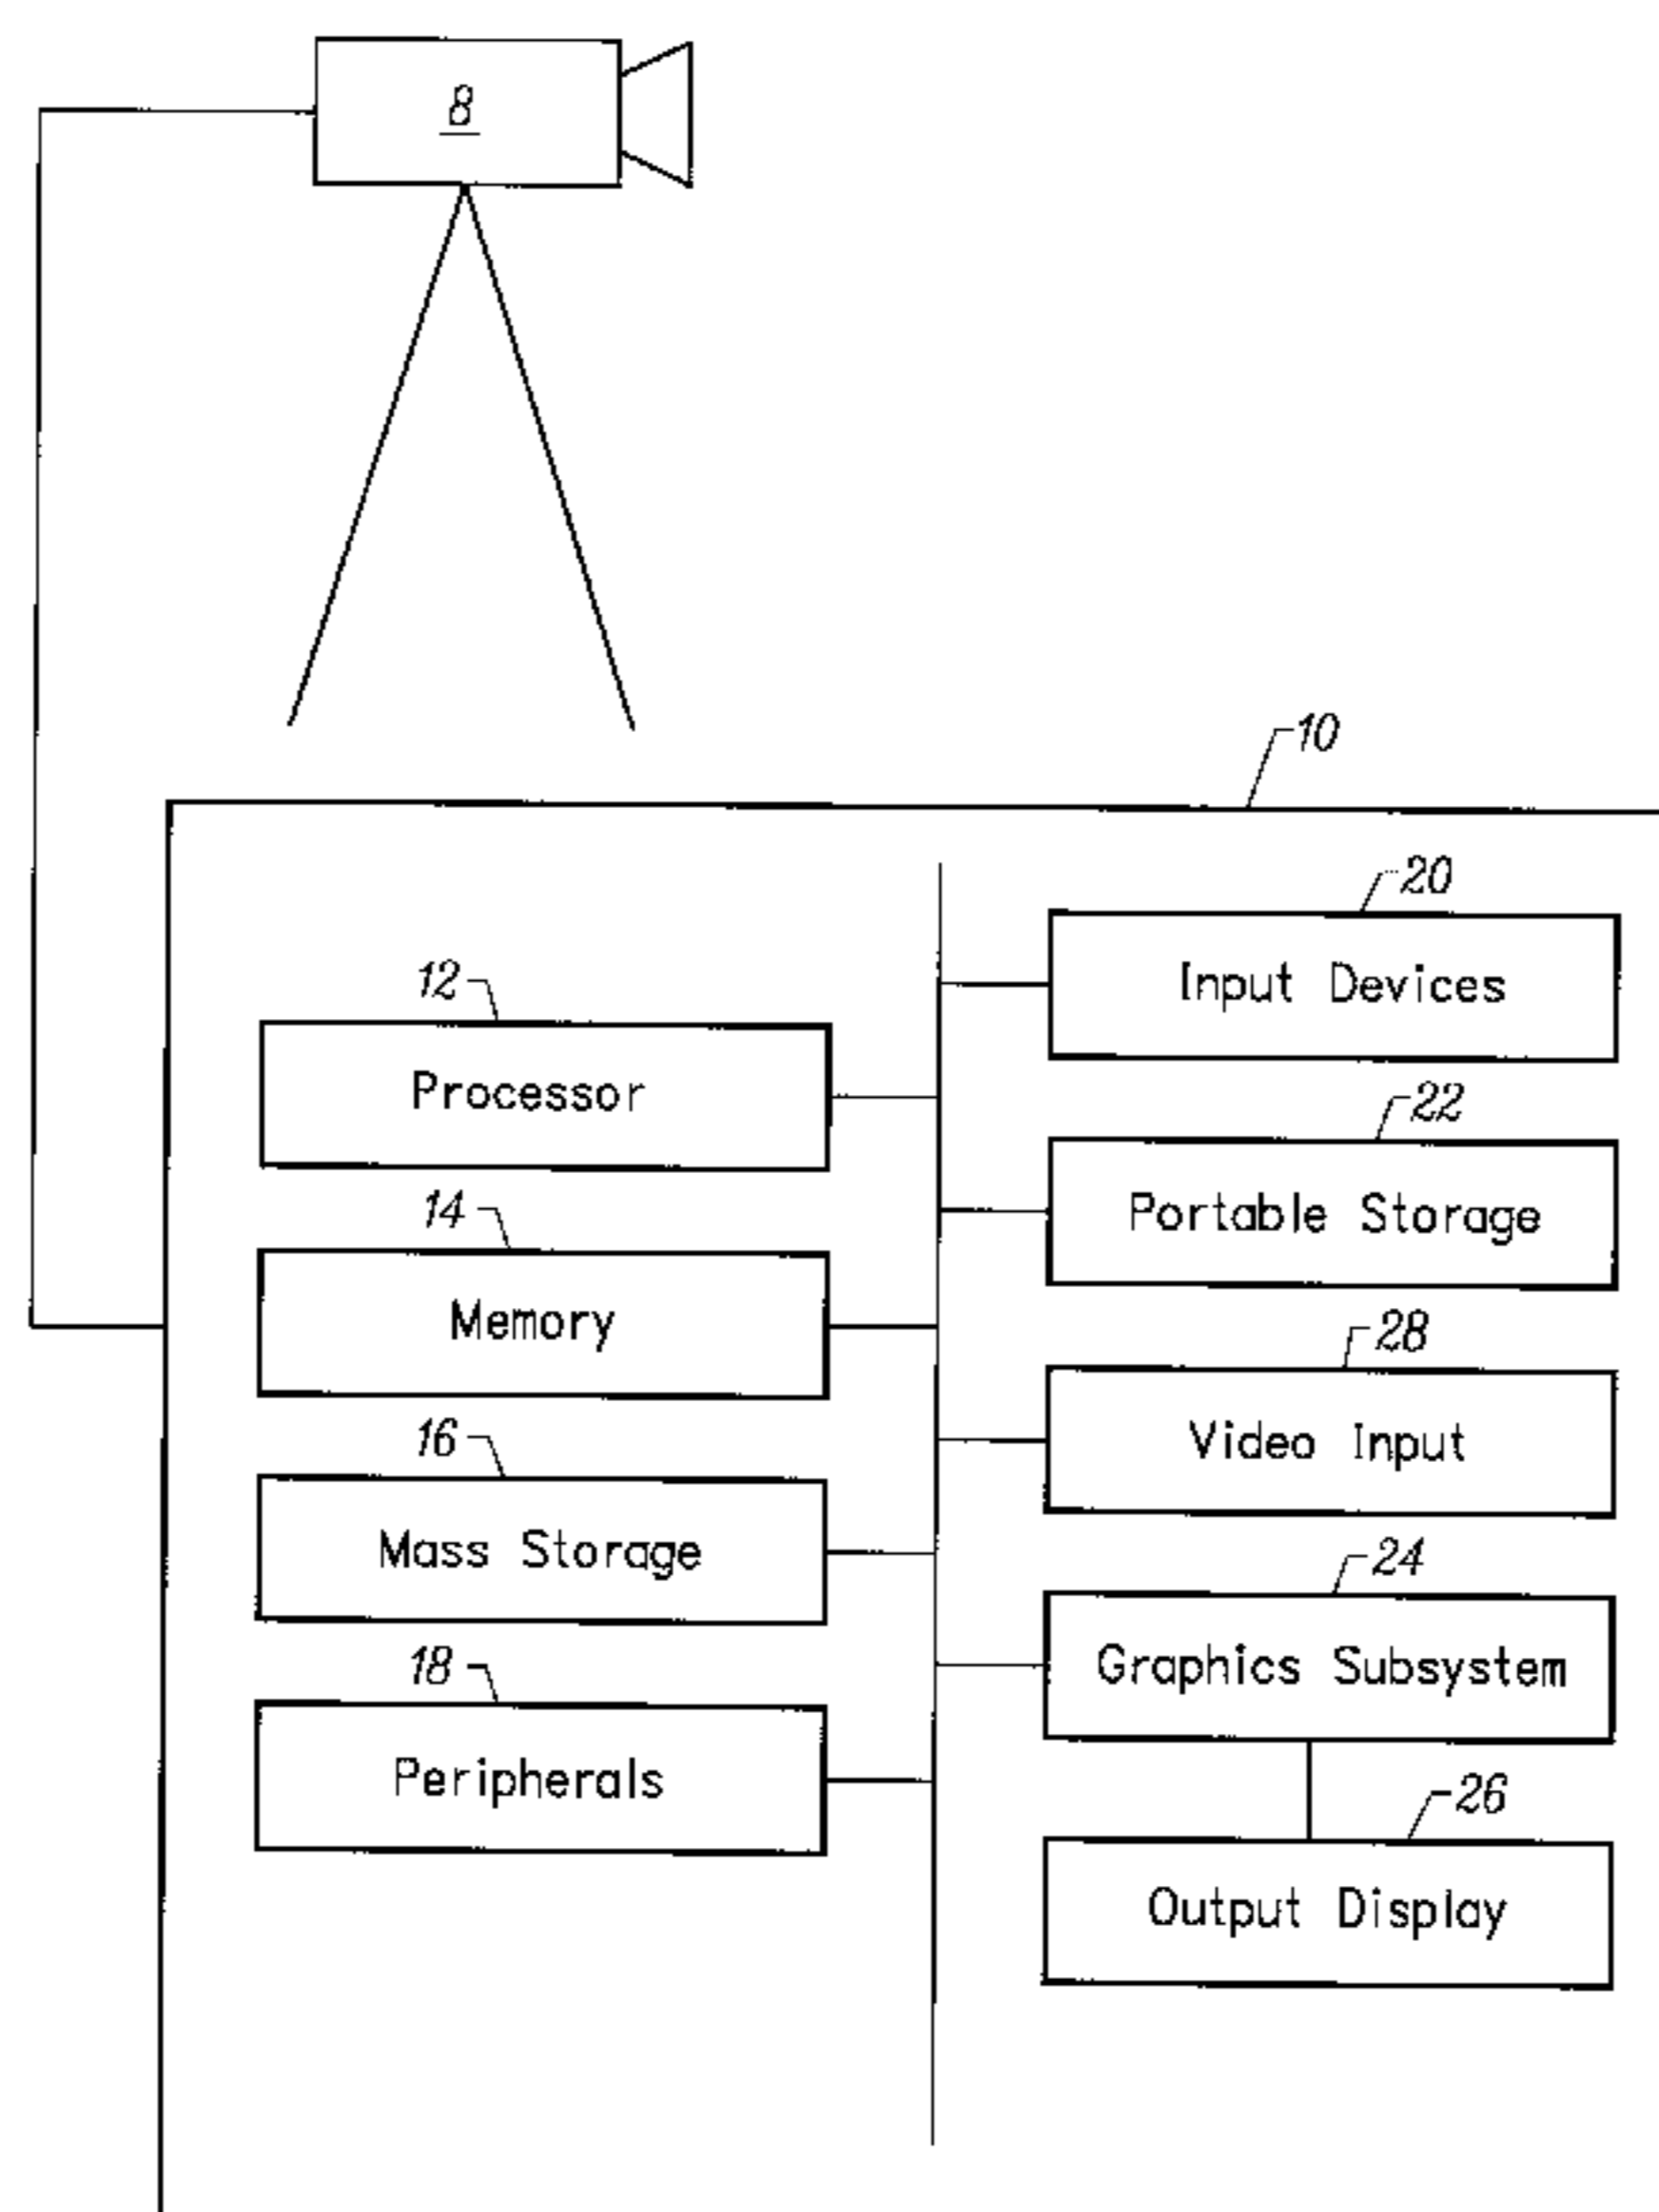 8
10
20
Input Devices
12
Processor
22
Portable Storage
14
Memory
28
Video Input
16
Mass Storage
24
Graphics Subsystem
18
Peripherals
26
Output Display